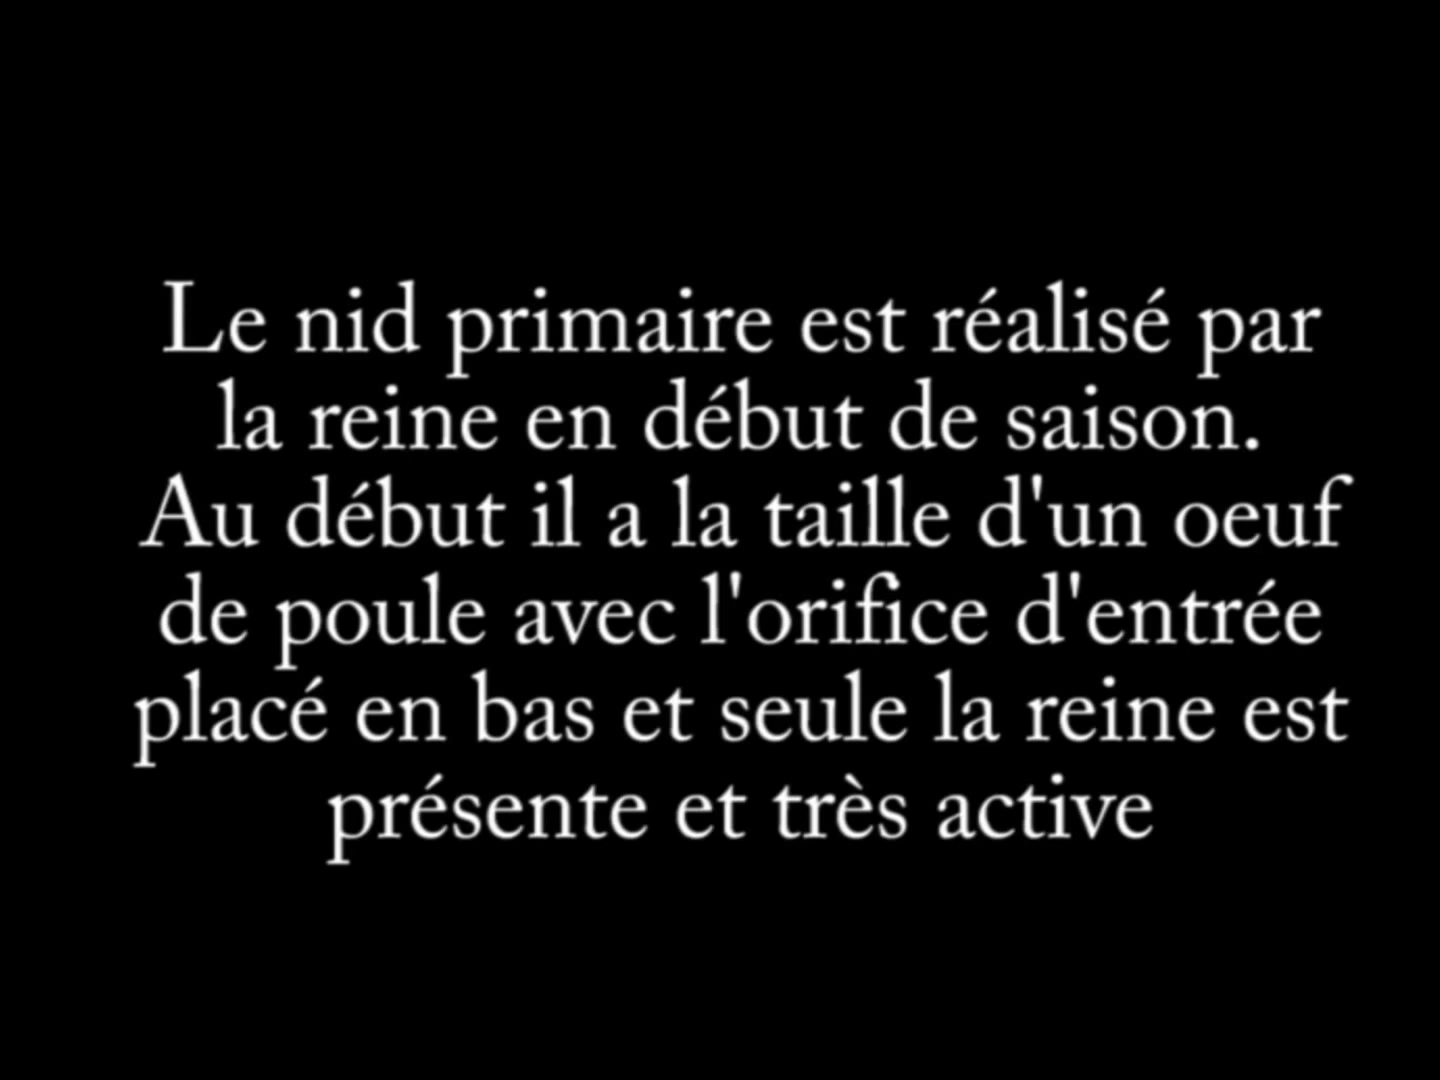 Le nid primaire est réalisé par
la reine en début de saison.
Au début il a la taille d'un oeuf
de poule avec l'orifice d'entrée
placé en bas et seule la reine est
présente et très active